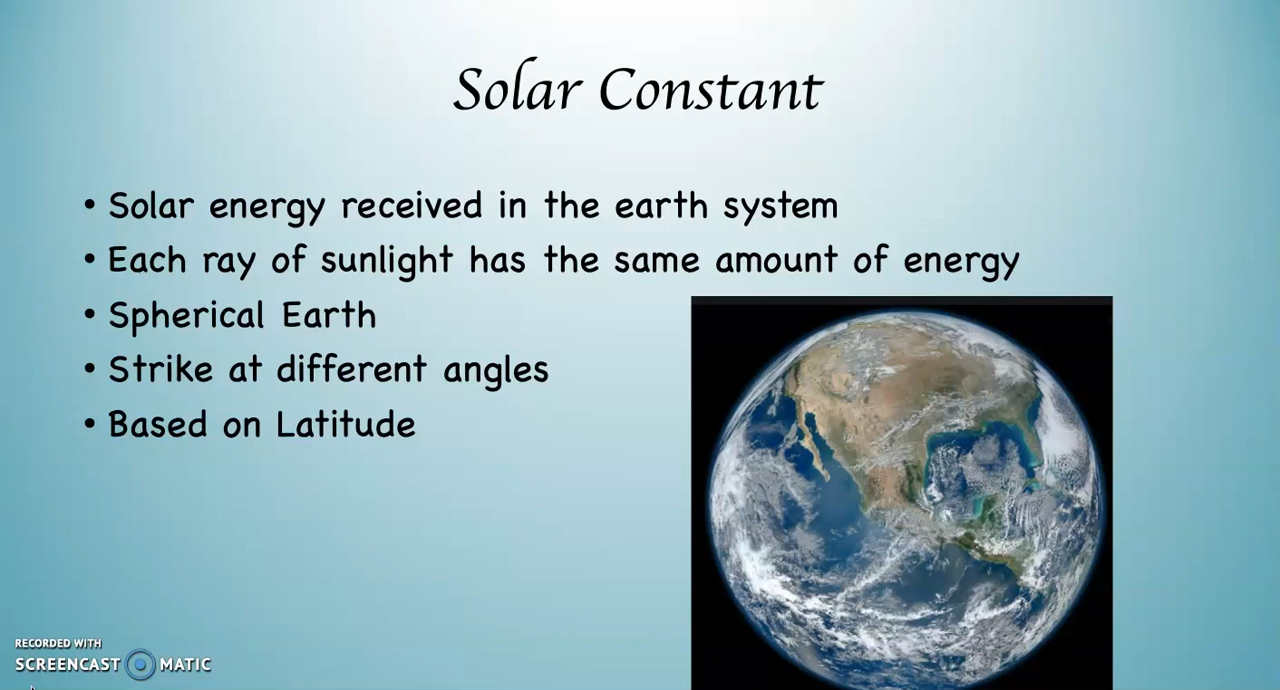 Solar Constant
• Solar energy received in the earth system
• Each ray of sunlight has the same amount of energy
• Spherical Earth
• Strike at different angles
• Based on Latitude
RECORDED WITH
SCREENCAST MATIC